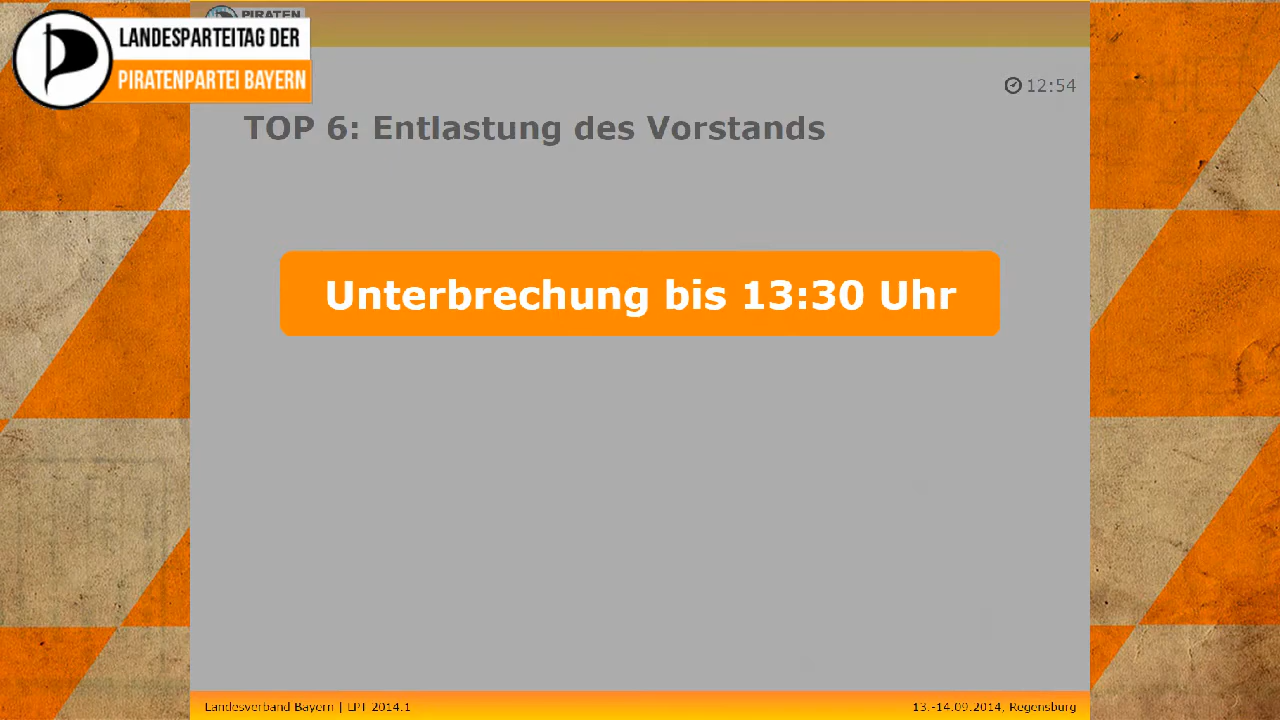 PIRATEN
LANDESPARTEITAG DER
PIRATENPARTEI BAYERN
12:54
TOP 6: Entlastung des Vorstands
Unterbrechung bis 13:30 Uhr
Landesverband Bayern | LPT 2014.1
13.-14.09.2014, Regensburg